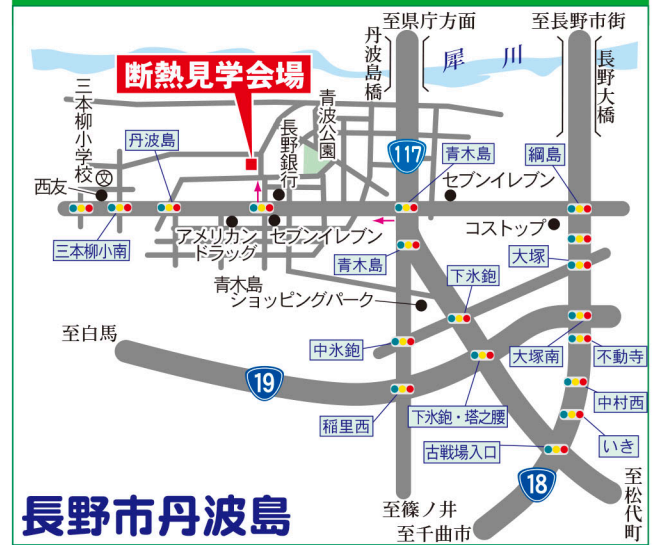 至県庁方面
至長野市街
丹波島橋
犀川
長野大橋
断熱見学会場
三本柳小学校
文
青波公園
長野銀行
丹波島
117
青木島
綱島
西友
セブンイレブン
コストップ
三本柳小南
アメリカン
ドラッグ
セブンイレブン
青木島
大塚
下氷鉋
青木島
ショッピングパーク
至白馬
中氷鉋
大塚南
不動寺
19
中村西
稲里西
下氷鉋・塔之腰
いき
古戦場入口
18
至松代町
長野市丹波島
至篠ノ井
至千曲市